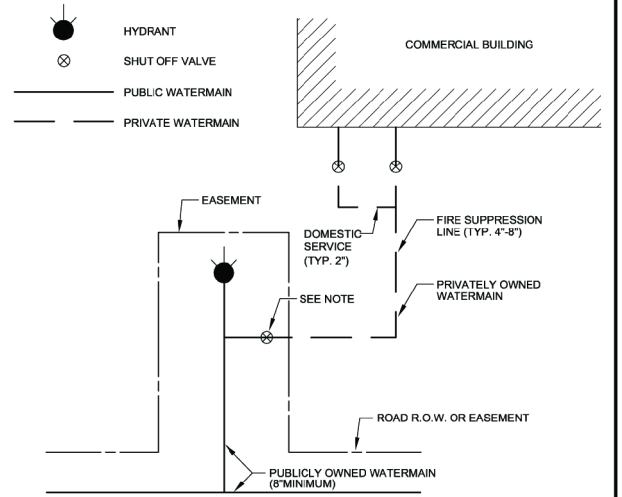 HYDRANT
SHUT OFF VALVE
PUBLIC WATERMAIN
PRIVATE WATERMAIN
COMMERCIAL BUILDING
EASEMENT
DOMESTIC
SERVICE
(TYP. 2")
FIRE SUPPRESSION
LINE (TYP. 4"-8")
PRIVATELY OWNED
WATERMAIN
SEE NOTE
ROAD R.O.W. OR EASEMENT
PUBLICLY OWNED WATERMAIN
(8"MINIMUM)